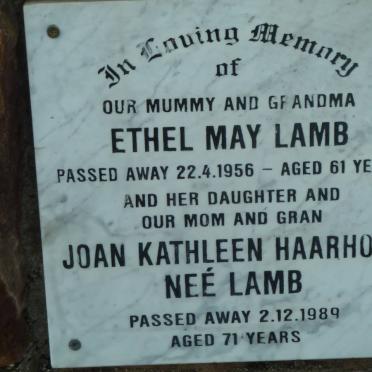 In Loving Memory
of
OUR MUMMY AND GRANDMA
ETHEL MAY LAMB
PASSED AWAY 22.4.1956 – AGED 61 YE
AND HER DAUGHTER AND
OUR MOM AND GRAN
JOAN KATHLEEN HAARHO
NEÉ LAMB
PASSED AWAY 2.12.1989
AGED 71 YEARS